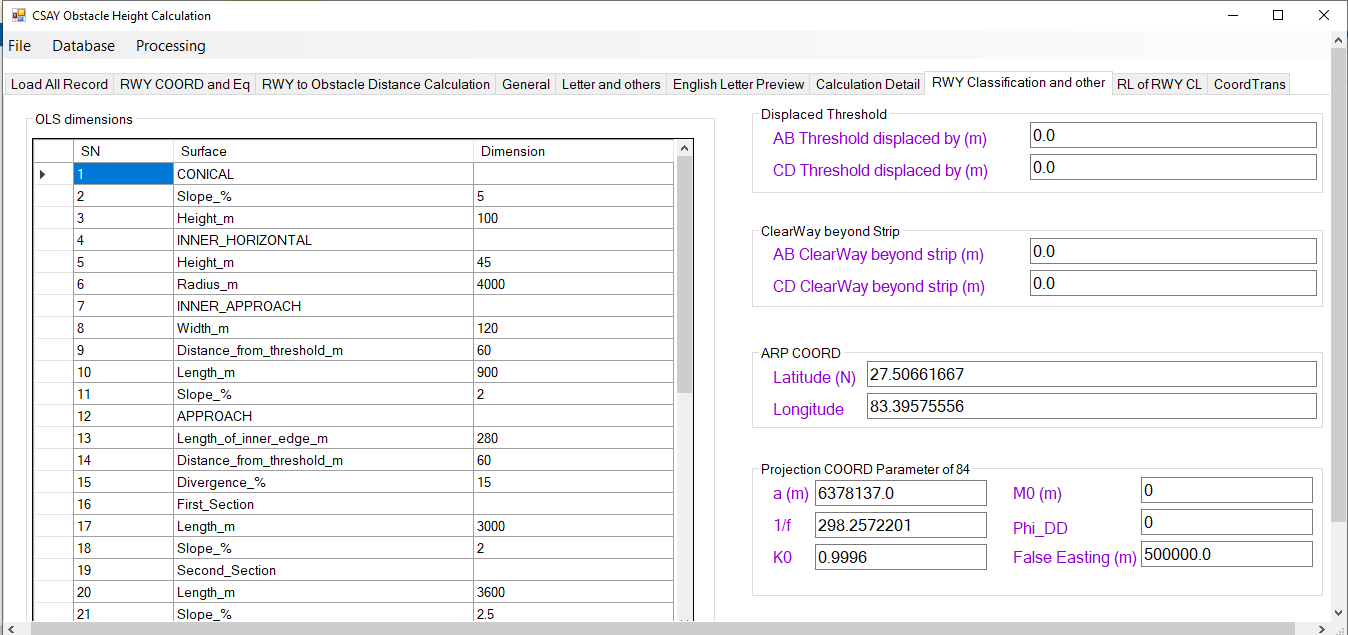 CSAY Obstacle Height Calculation
File Database Processing
Load All Record RWY COORD and Eq RWY to Obstacle Distance Calculation General Letter and others English Letter Preview Calculation Detail RWY Classification and other RL of RWY CL CoordTrans
OLS dimensions
SN Surface Dimension
1 CONICAL
2 Slope_% 5
3 Height_m 100
4 INNER_HORIZONTAL
5 Height_m 45
6 Radius_m 4000
7 INNER_APPROACH
8 Width_m 120
9 Distance_from_threshold_m 60
10 Length_m 900
11 Slope_% 2
12 APPROACH
13 Length_of_inner_edge_m 280
14 Distance_from_threshold_m 60
15 Divergence_% 15
16 First_Section
17 Length_m 3000
18 Slope_% 2
19 Second_Section
20 Length_m 3600
21 Slope_% 2.5
Displaced Threshold
AB Threshold displaced by (m) 0.0
CD Threshold displaced by (m) 0.0
ClearWay beyond Strip
AB ClearWay beyond strip (m) 0.0
CD ClearWay beyond strip (m) 0.0
ARP COORD
Latitude (N) 27.50661667
Longitude 83.39575556
Projection COORD Parameter of 84
a (m) 6378137.0 M0 (m) 0
1/f 298.2572201 Phi_DD 0
K0 0.9996 False Easting (m) 500000.0